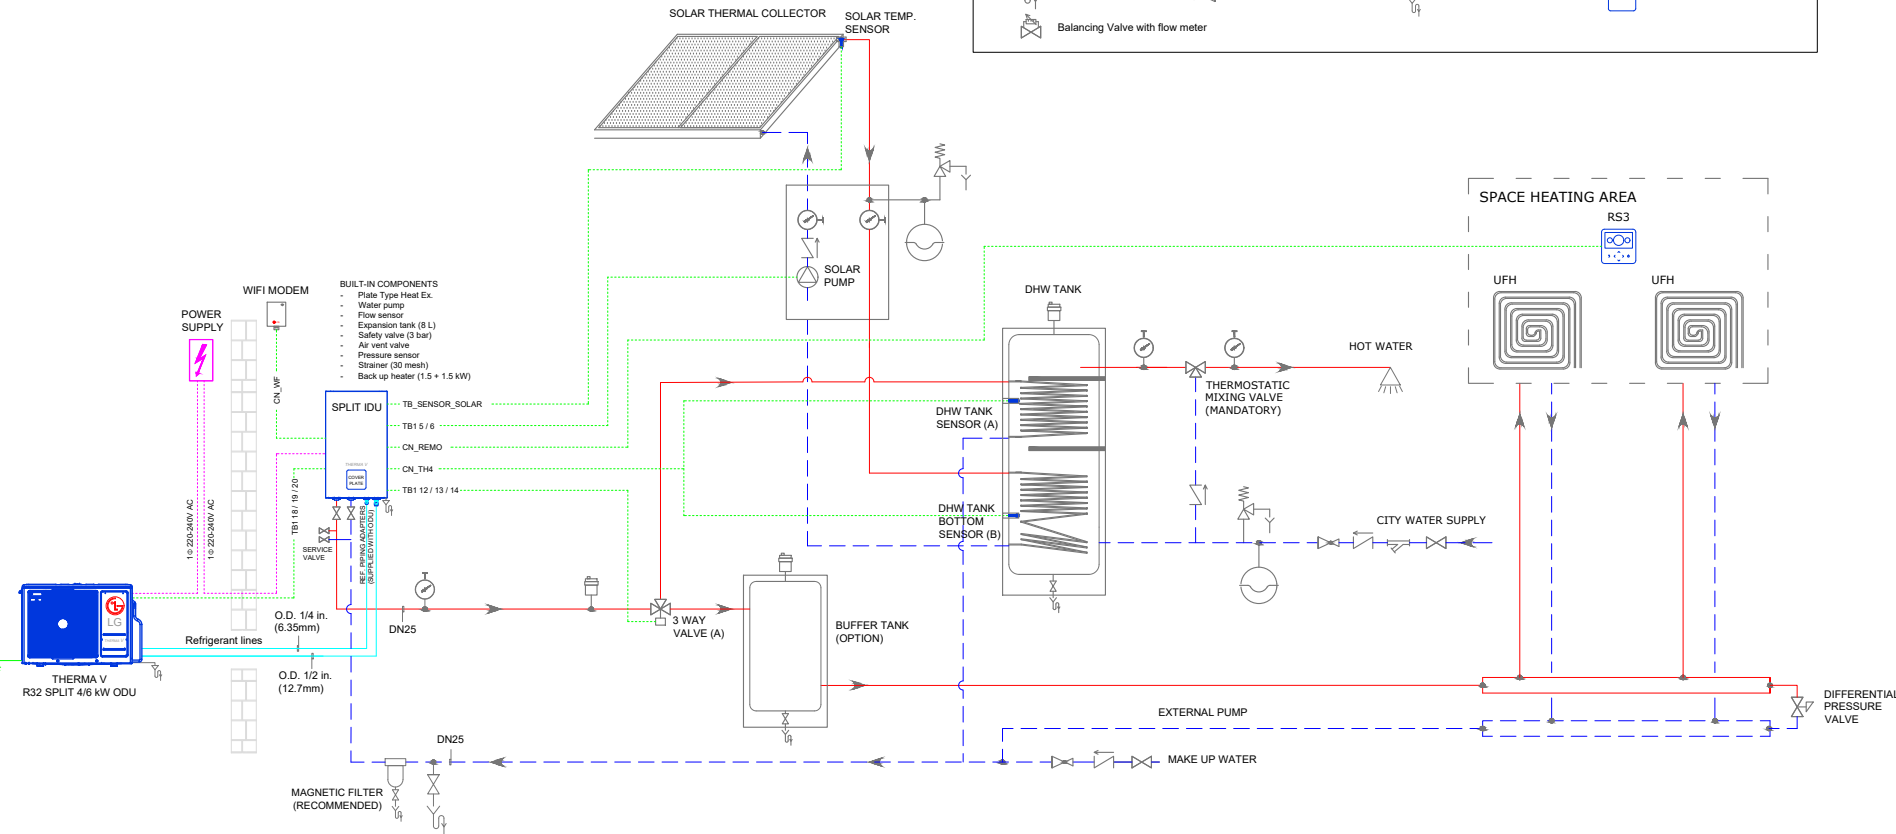 SOLAR THERMAL COLLECTOR
SOLAR TEMP.
SENSOR
Balancing Valve with flow meter
SPACE HEATING AREA
RS3
UFH
UFH
SOLAR
PUMP
BUILT-IN COMPONENTS
- Plate Type Heat Ex.
- Water pump
- Flow sensor
- Expansion tank (8 L)
- Safety valve (3 bar)
- Air vent valve
- Pressure sensor
- Strainer (30 mesh)
- Back up heater (1.5 + 1.5 kW)
WIFI MODEM
POWER
SUPPLY
CN_WF
SPLIT IDU
THERMA V
COVER
PLATE
TB_SENSOR_SOLAR
TB1 5 / 6
CN_REMO
CN_TH4
TB1 12 / 13 / 14
DHW TANK
DHW TANK
SENSOR (A)
DHW TANK
BOTTOM
SENSOR (B)
HOT WATER
THERMOSTATIC
MIXING VALVE
(MANDATORY)
CITY WATER SUPPLY
1Φ 220-240V AC
1Φ 220-240V AC
TB1 18 / 19 / 20
SERVICE
VALVE
REF. PIPING ADAPTERS
(SUPPLIED WITH ODU)
LG
THERMA V
THERMA V
R32 SPLIT 4/6 kW ODU
Refrigerant lines
O.D. 1/4 in.
(6.35mm)
O.D. 1/2 in.
(12.7mm)
DN25
3 WAY
VALVE (A)
BUFFER TANK
(OPTION)
EXTERNAL PUMP
DIFFERENTIAL
PRESSURE
VALVE
DN25
MAKE UP WATER
MAGNETIC FILTER
(RECOMMENDED)